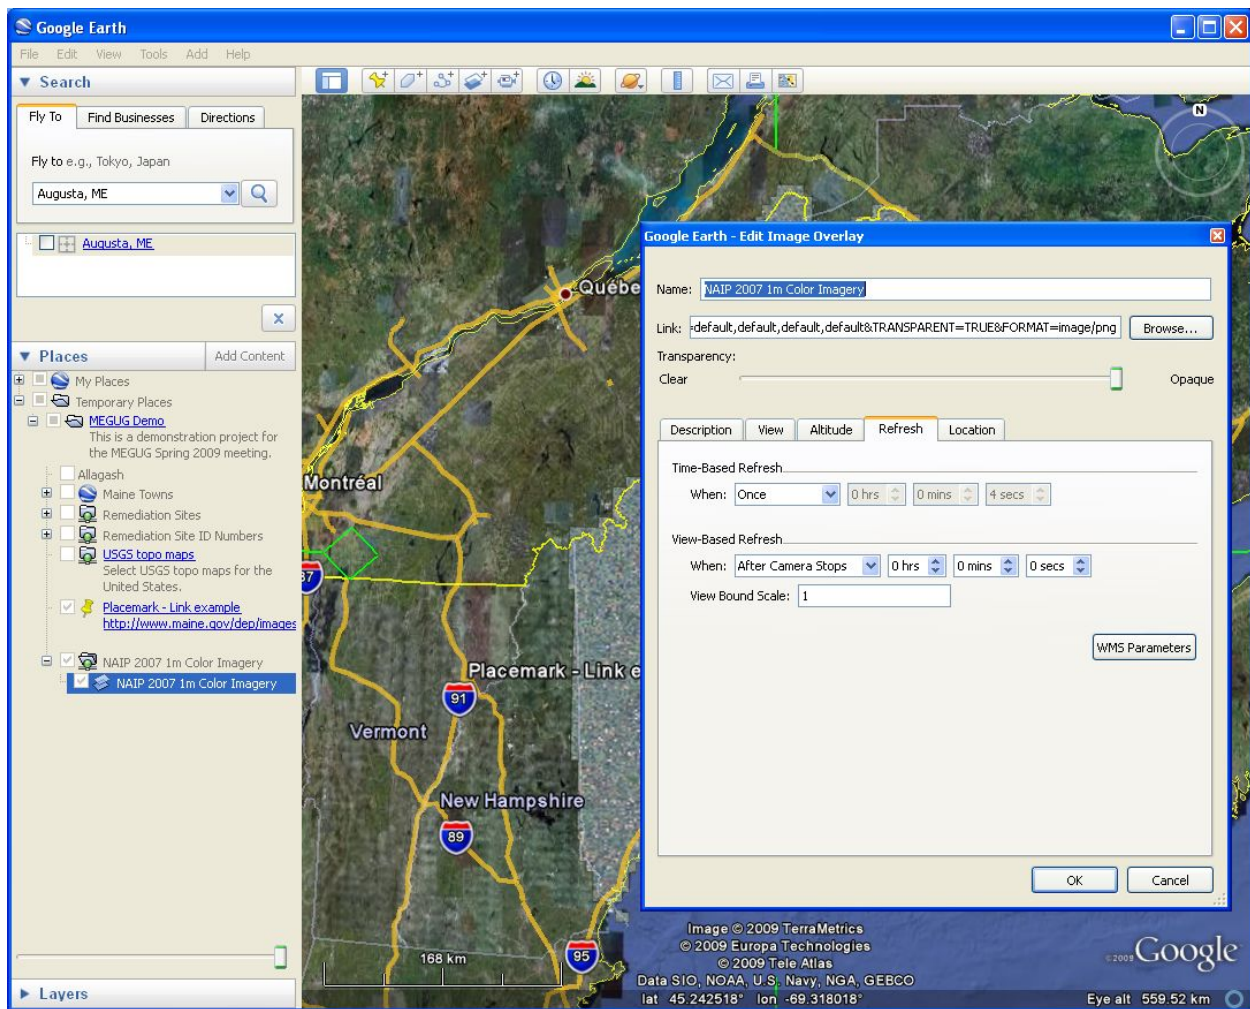 Google Earth
File Edit View Tools Add Help
Search
Fly To Find Businesses Directions
Fly to e.g., Tokyo, Japan
Augusta, ME
Augusta, ME
Places Add Content
My Places
Temporary Places
MEGUG Demo
This is a demonstration project for
the MEGUG Spring 2009 meeting.
Allagash
Maine Towns
Remediation Sites
Remediation Site ID Numbers
USGS topo maps
Select USGS topo maps for the
United States.
Placemark - Link example
http://www.maine.gov/dep/images
NAIP 2007 1m Color Imagery
NAIP 2007 1m Color Imagery
Layers
N
Québe
Montréal
87
Placemark - Link e
91
Vermont
New Hampshire
89
95
168 km
Google Earth - Edit Image Overlay
Name: NAIP 2007 1m Color Imagery
Link: =default,default,default,default&TRANSPARENT=TRUE&FORMAT=image/png Browse...
Transparency:
Clear Opaque
Description View Altitude Refresh Location
Time-Based Refresh
When: Once 0 hrs 0 mins 4 secs
View-Based Refresh
When: After Camera Stops 0 hrs 0 mins 0 secs
View Bound Scale: 1
WMS Parameters
OK Cancel
Image © 2009 TerraMetrics
© 2009 Europa Technologies
© 2009 Tele Atlas
Data SIO, NOAA, U.S. Navy, NGA, GEBCO
©2009 Google
lat 45.242518° lon -69.318018° Eye alt 559.52 km